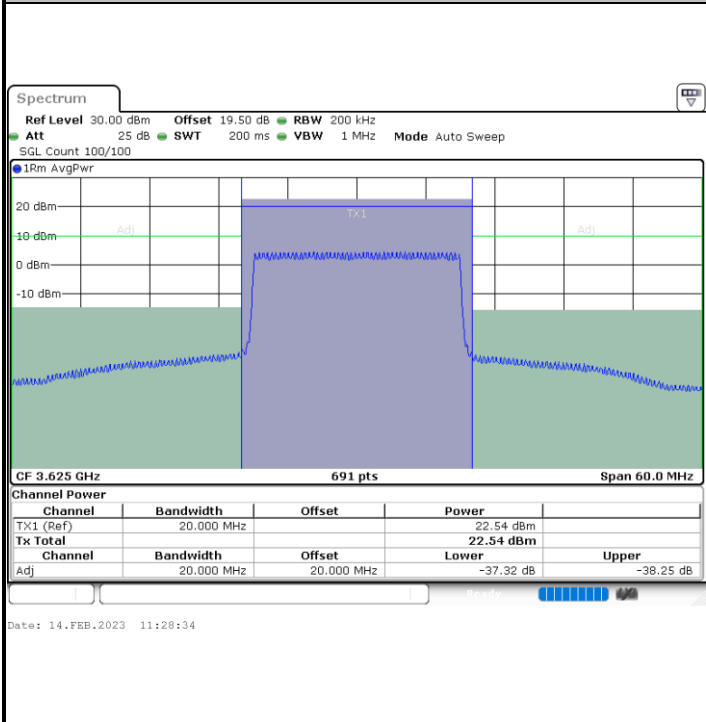 Spectrum
Ref Level 30.00 dBm Offset 19.50 dB RBW 200 kHz
Att 25 dB SWT 200 ms VBW 1 MHz Mode Auto Sweep
SGL Count 100/100
1Rm AvgPwr
20 dBm
TX1
10 dBm Adj Adj
0 dBm
-10 dBm
CF 3.625 GHz 691 pts Span 60.0 MHz
Channel Power
Channel Bandwidth Offset Power
TX1 (Ref) 20.000 MHz 22.54 dBm
Tx Total 22.54 dBm
Channel Bandwidth Offset Lower Upper
Adj 20.000 MHz 20.000 MHz -37.32 dB -38.25 dB
Ready
Date: 14.FEB.2023 11:28:34